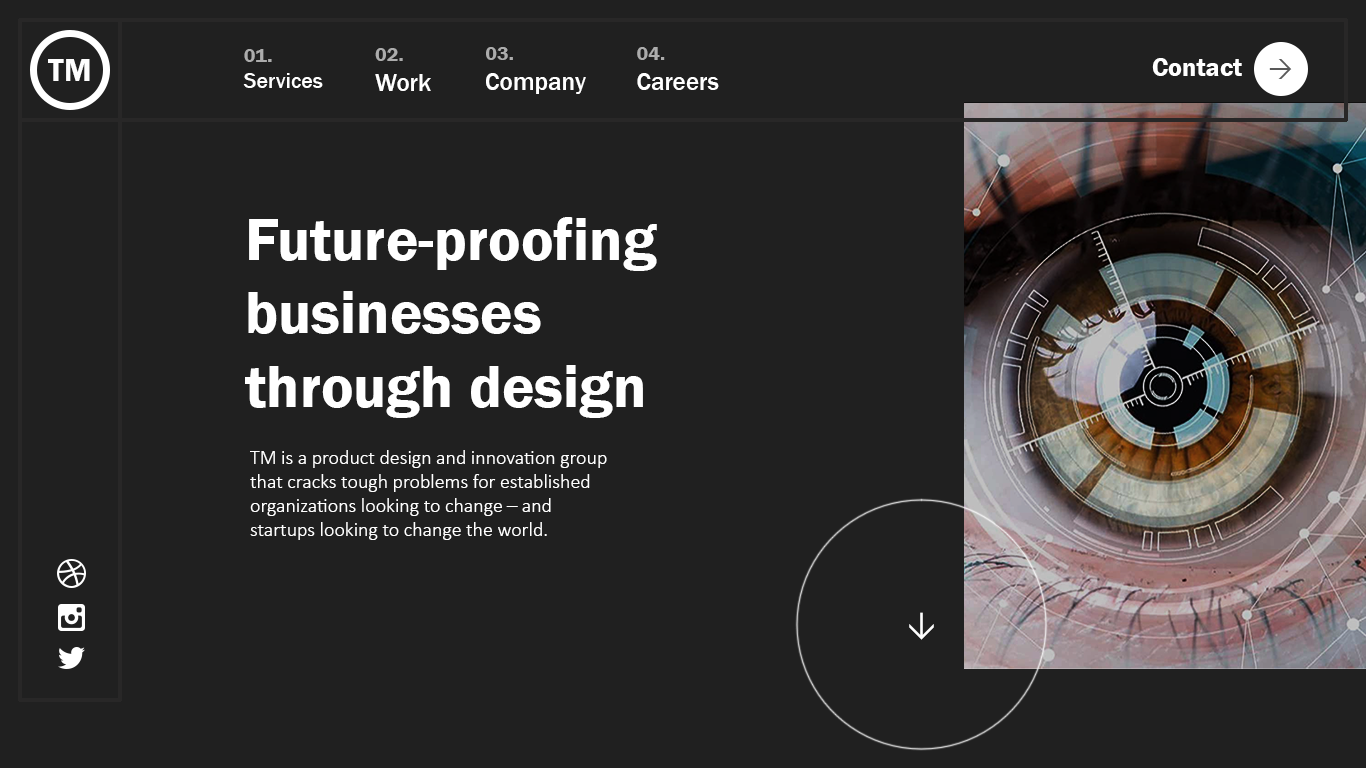 TM
01.
Services
02.
Work
03.
Company
04.
Careers
Contact
Future-proofing
businesses
through design
TM is a product design and innovation group
that cracks tough problems for established
organizations looking to change – and
startups looking to change the world.